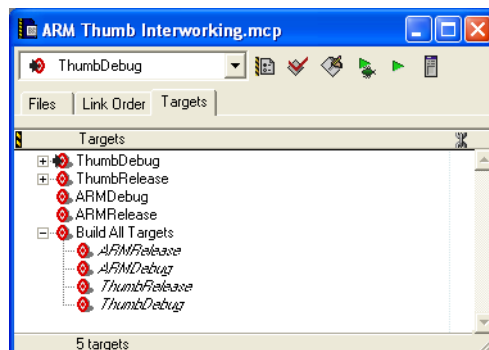 ARM Thumb Interworking.mcp
ThumbDebug
Files Link Order Targets
Targets
ThumbDebug
ThumbRelease
ARMDebug
ARMRelease
Build All Targets
ARMRelease
ARMDebug
ThumbRelease
ThumbDebug
5 targets